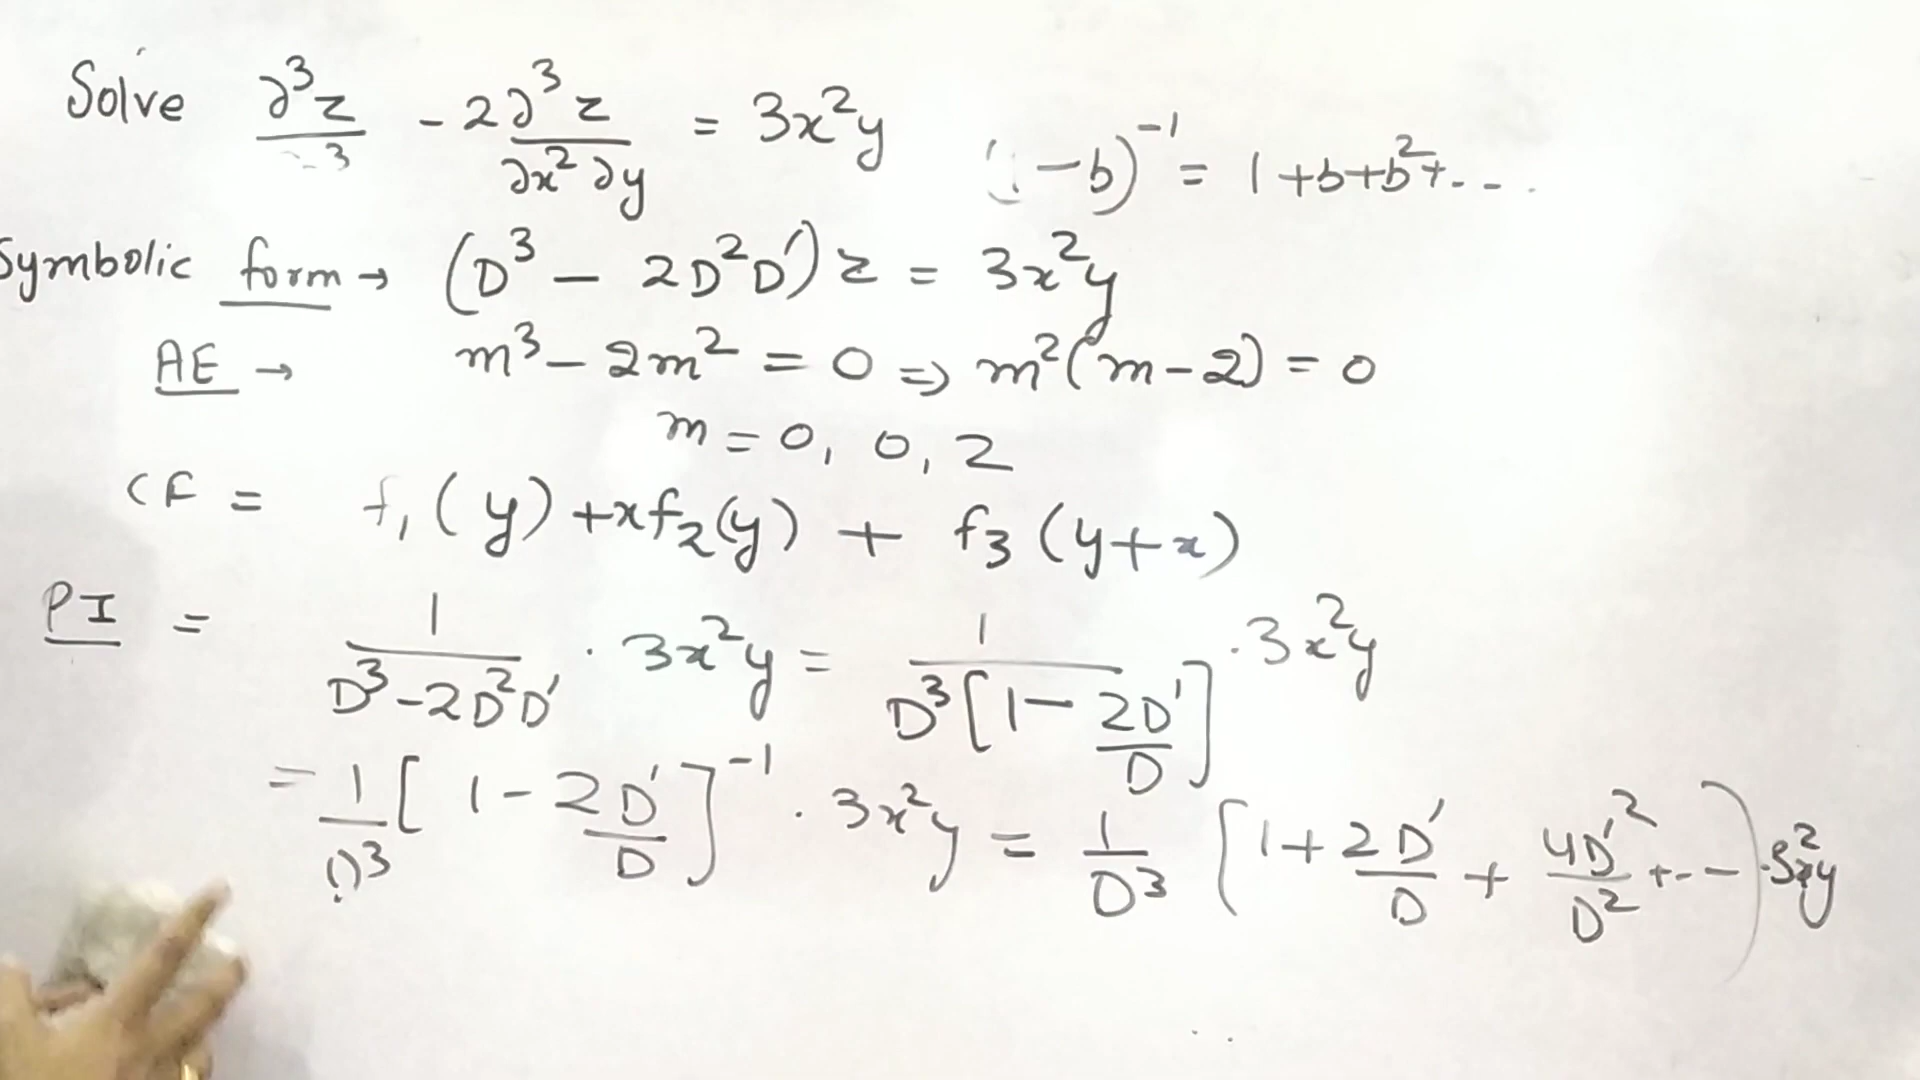 Solve ∂³z/∂x³ - 2∂³z/∂x²∂y = 3x²y
(1-b)⁻¹ = 1+b+b²+...
Symbolic form → (D³ - 2D²D')z = 3x²y
AE → m³ - 2m² = 0 ⇒ m²(m-2) = 0
m = 0, 0, 2
CF = f₁(y) + xf₂(y) + f₃(y+x)
PI = 1/(D³-2D²D') · 3x²y = 1/(D³[1 - 2D'/D]) · 3x²y
= 1/D³ [1 - 2D'/D]⁻¹ · 3x²y = 1/D³ [1 + 2D'/D + 4D'²/D² + ---) · 3x²y